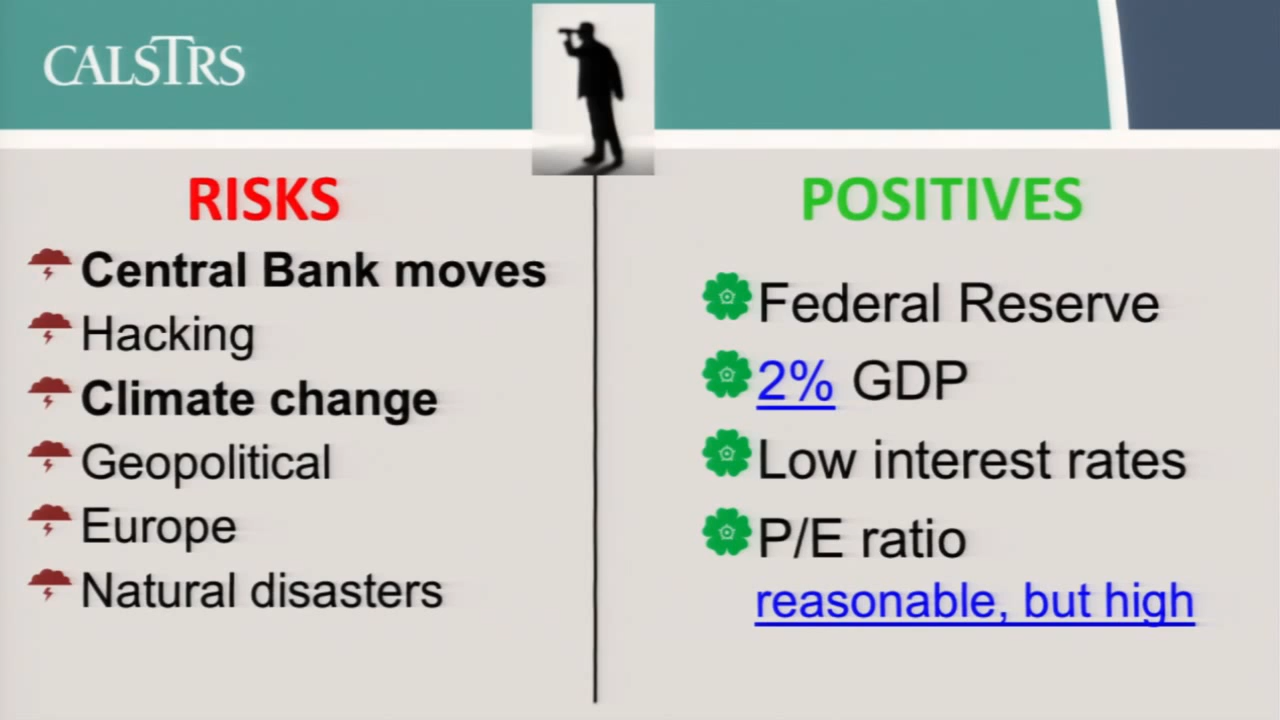 CALSTRS
RISKS
Central Bank moves
Hacking
Climate change
Geopolitical
Europe
Natural disasters
POSITIVES
Federal Reserve
2% GDP
Low interest rates
P/E ratio
reasonable, but high